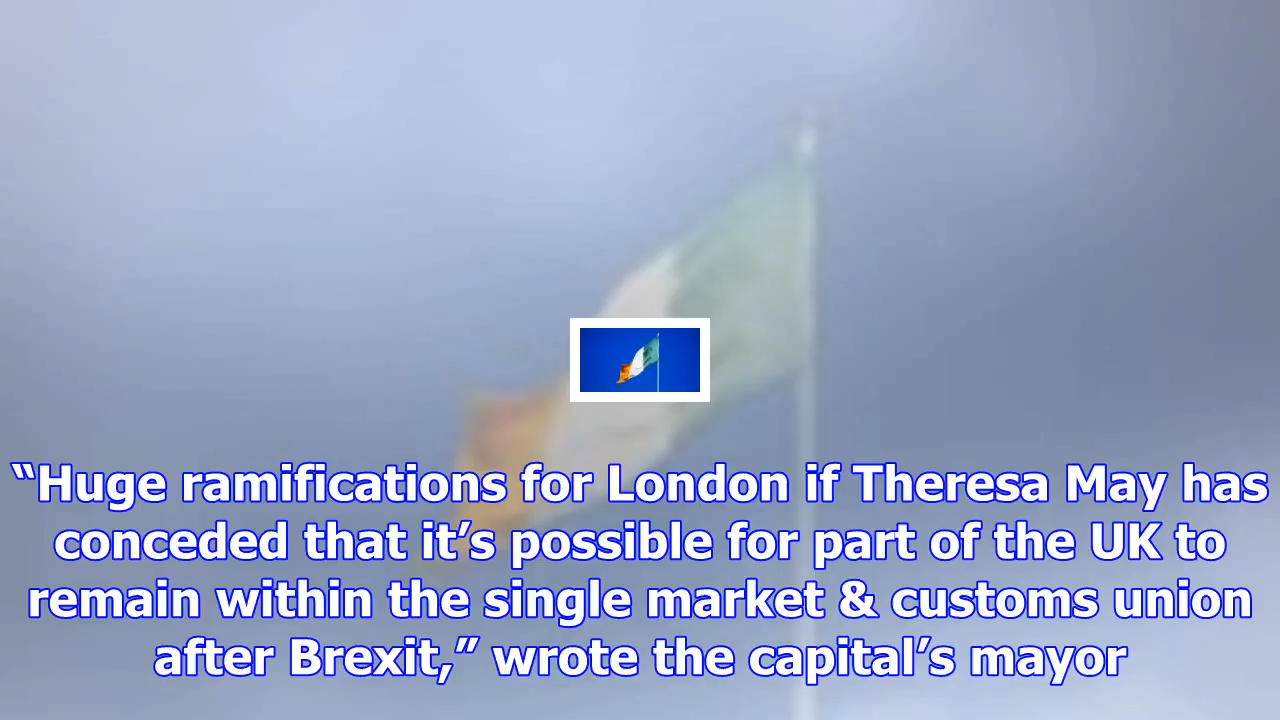 “Huge ramifications for London if Theresa May has
conceded that it’s possible for part of the UK to
remain within the single market & customs union
after Brexit,” wrote the capital’s mayor